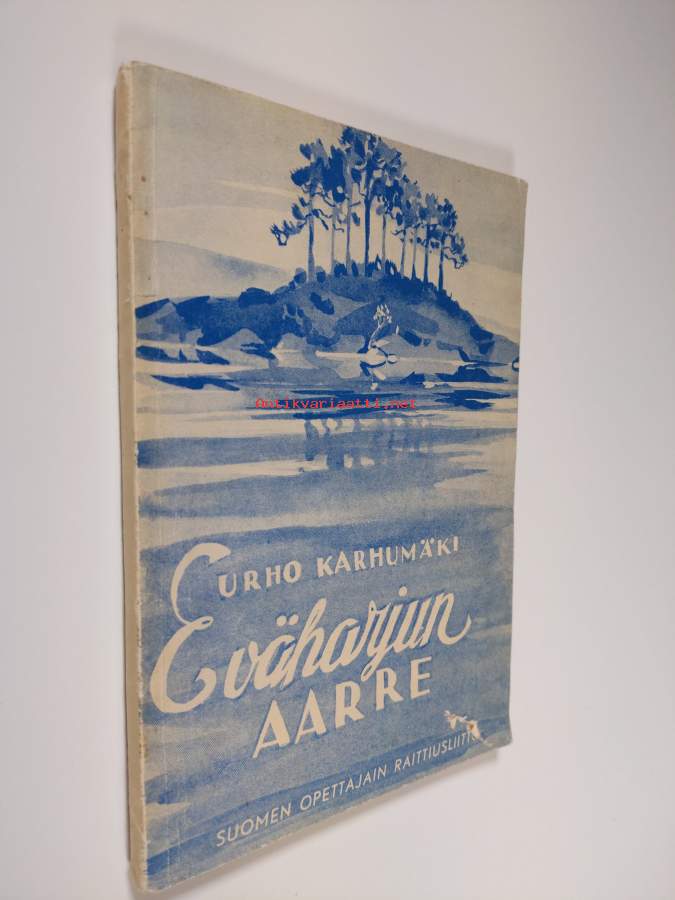 Antikvariaatti.net
URHO KARHUMÄKI
Eväharjun
AARRE
SUOMEN OPETTAJAIN RAITTIUSLIITTO